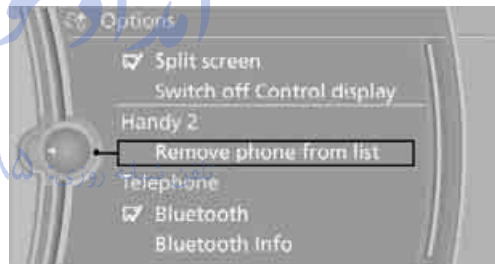 Options
Split screen
Switch off Control display
Handy 2
Remove phone from list
Telephone
Bluetooth
Bluetooth Info